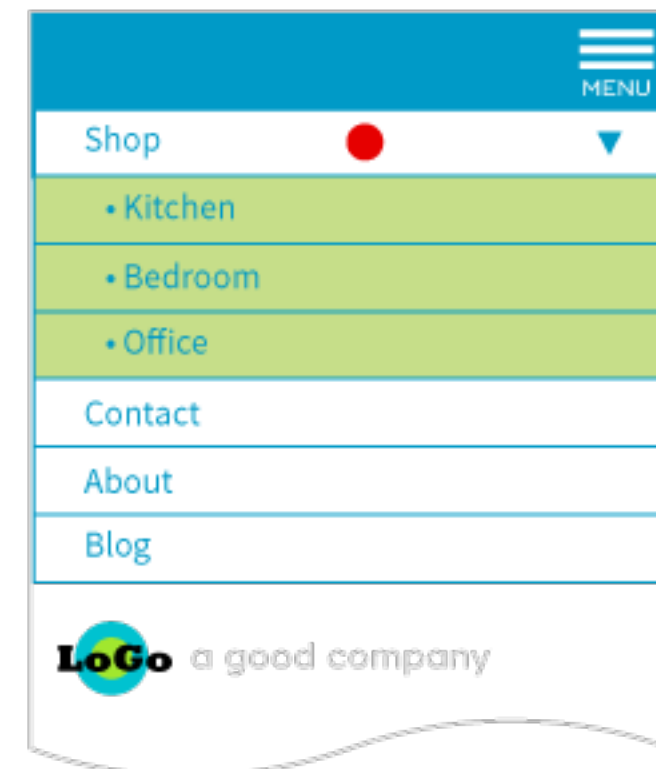 MENU
Shop ▼
• Kitchen
• Bedroom
• Office
Contact
About
Blog
LoGo a good company